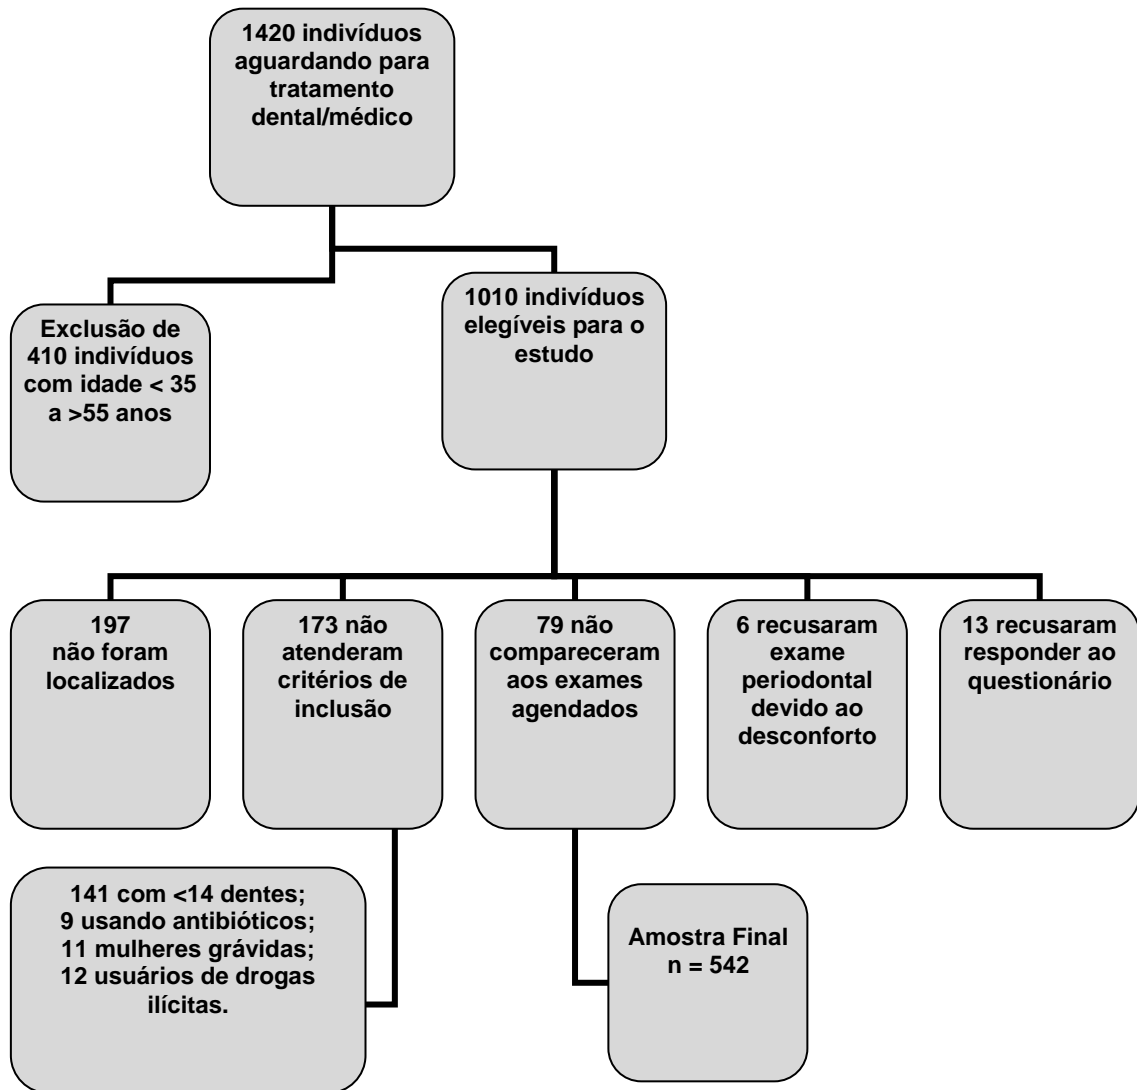 1420 indivíduos
aguardando para
tratamento
dental/médico
Exclusão de
410 indivíduos
com idade < 35
a >55 anos
1010 indivíduos
elegíveis para o
estudo
197
não foram
localizados
173 não
atenderam
critérios de
inclusão
79 não
compareceram
aos exames
agendados
6 recusaram
exame
periodontal
devido ao
desconforto
13 recusaram
responder ao
questionário
141 com <14 dentes;
9 usando antibióticos;
11 mulheres grávidas;
12 usuários de drogas
ilícitas.
Amostra Final
n = 542